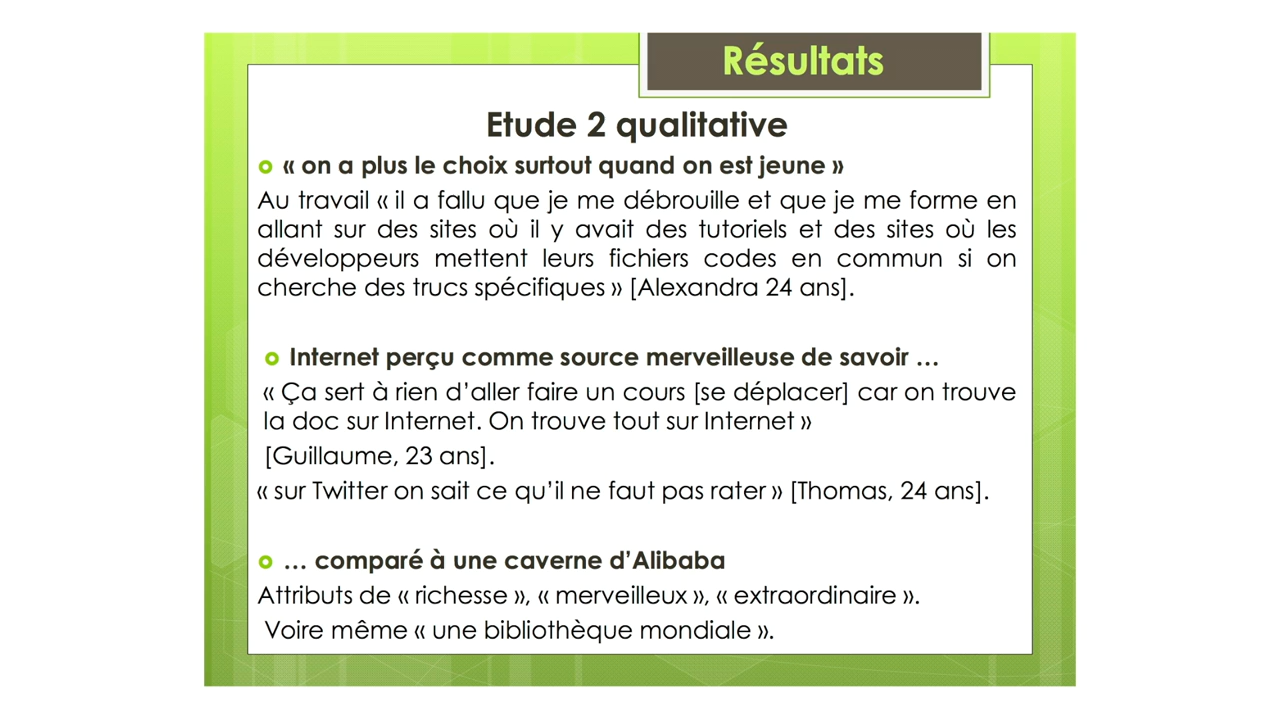 Résultats
Etude 2 qualitative
« on a plus le choix surtout quand on est jeune »
Au travail « il a fallu que je me débrouille et que je me forme en
allant sur des sites où il y avait des tutoriels et des sites où les
développeurs mettent leurs fichiers codes en commun si on
cherche des trucs spécifiques » [Alexandra 24 ans].
Internet perçu comme source merveilleuse de savoir …
« Ça sert à rien d’aller faire un cours [se déplacer] car on trouve
la doc sur Internet. On trouve tout sur Internet »
[Guillaume, 23 ans].
« sur Twitter on sait ce qu’il ne faut pas rater » [Thomas, 24 ans].
… comparé à une caverne d’Alibaba
Attributs de « richesse », « merveilleux », « extraordinaire ».
Voire même « une bibliothèque mondiale ».